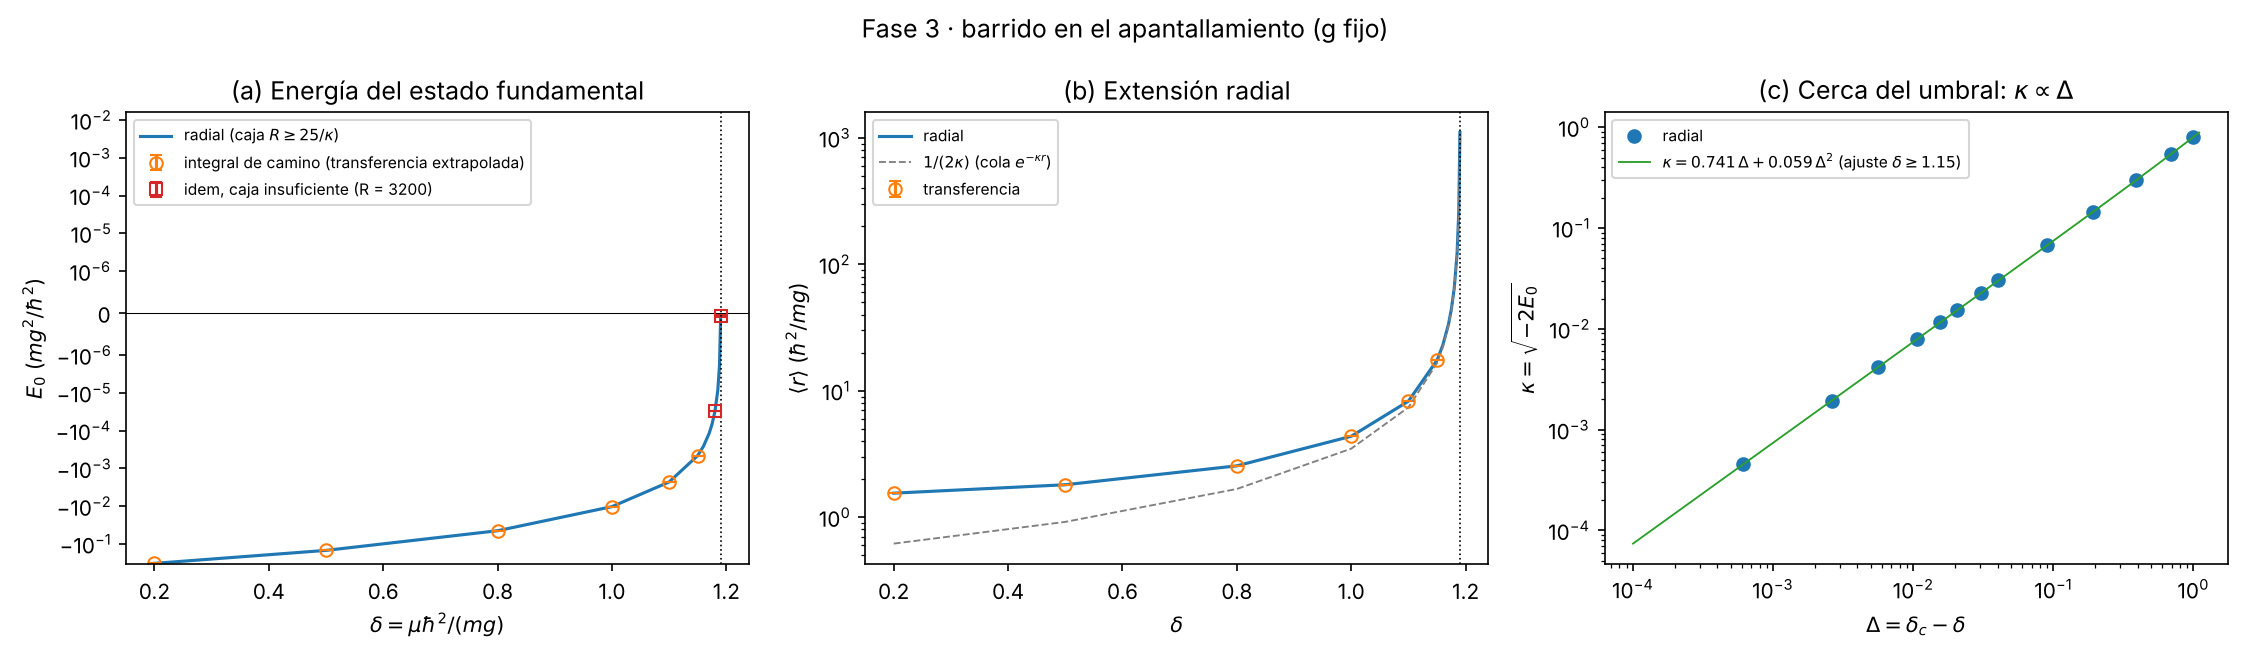 Fase 3 · barrido en el apantallamiento (g fijo)
(a) Energía del estado fundamental
radial (caja R ≥ 25/κ)
integral de camino (transferencia extrapolada)
idem, caja insuficiente (R = 3200)
10⁻²
10⁻³
10⁻⁴
10⁻⁵
10⁻⁶
0
−10⁻⁶
−10⁻⁵
−10⁻⁴
−10⁻³
−10⁻²
−10⁻¹
E₀ (mg²/ħ²)
0.2 0.4 0.6 0.8 1.0 1.2
δ = μħ²/(mg)
(b) Extensión radial
radial
1/(2κ) (cola e^{−κr})
transferencia
10³
10²
10¹
10⁰
⟨r⟩ (ħ²/mg)
0.2 0.4 0.6 0.8 1.0 1.2
δ
(c) Cerca del umbral: κ ∝ Δ
radial
κ = 0.741 Δ + 0.059 Δ² (ajuste δ ≥ 1.15)
10⁰
10⁻¹
10⁻²
10⁻³
10⁻⁴
κ = √−2E₀
10⁻⁴ 10⁻³ 10⁻² 10⁻¹ 10⁰
Δ = δ_c − δ